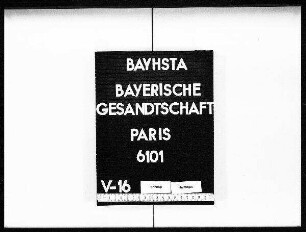 BAYHSTA
BAYERISCHE
GESANDTSCHAFT
PARIS
6101
V-16